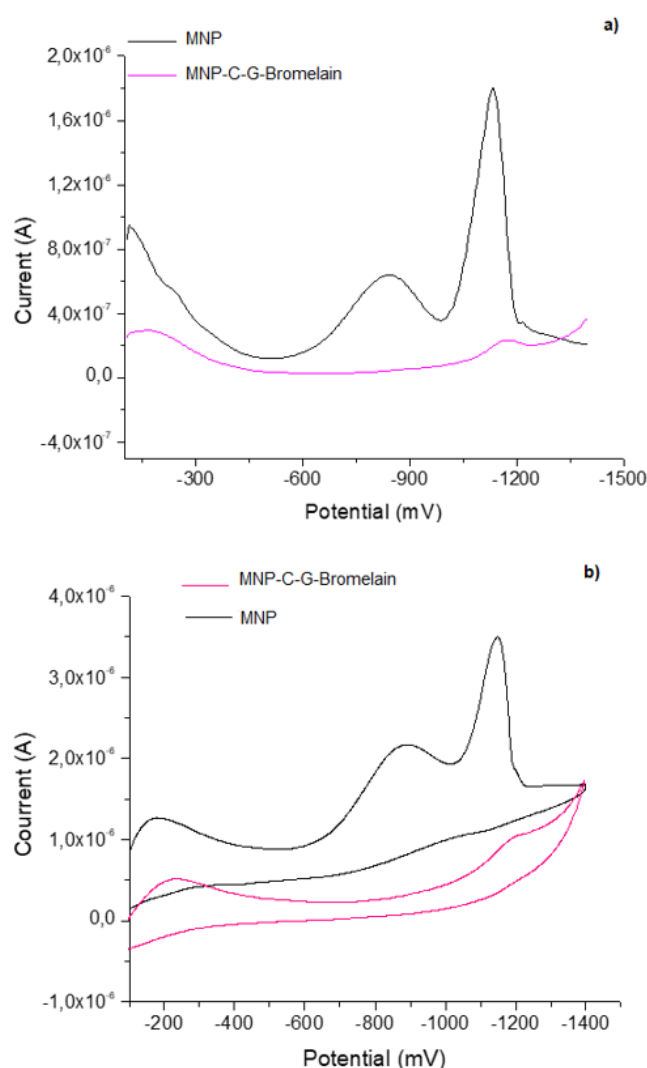 a)
MNP
MNP-C-G-Bromelain
2,0x10⁻⁶
1,6x10⁻⁶
1,2x10⁻⁶
8,0x10⁻⁷
4,0x10⁻⁷
0,0
-4,0x10⁻⁷
Current (A)
-300 -600 -900 -1200 -1500
Potential (mV)
b)
MNP-C-G-Bromelain
MNP
4,0x10⁻⁶
3,0x10⁻⁶
2,0x10⁻⁶
1,0x10⁻⁶
0,0
-1,0x10⁻⁶
Courrent (A)
-200 -400 -600 -800 -1000 -1200 -1400
Potential (mV)